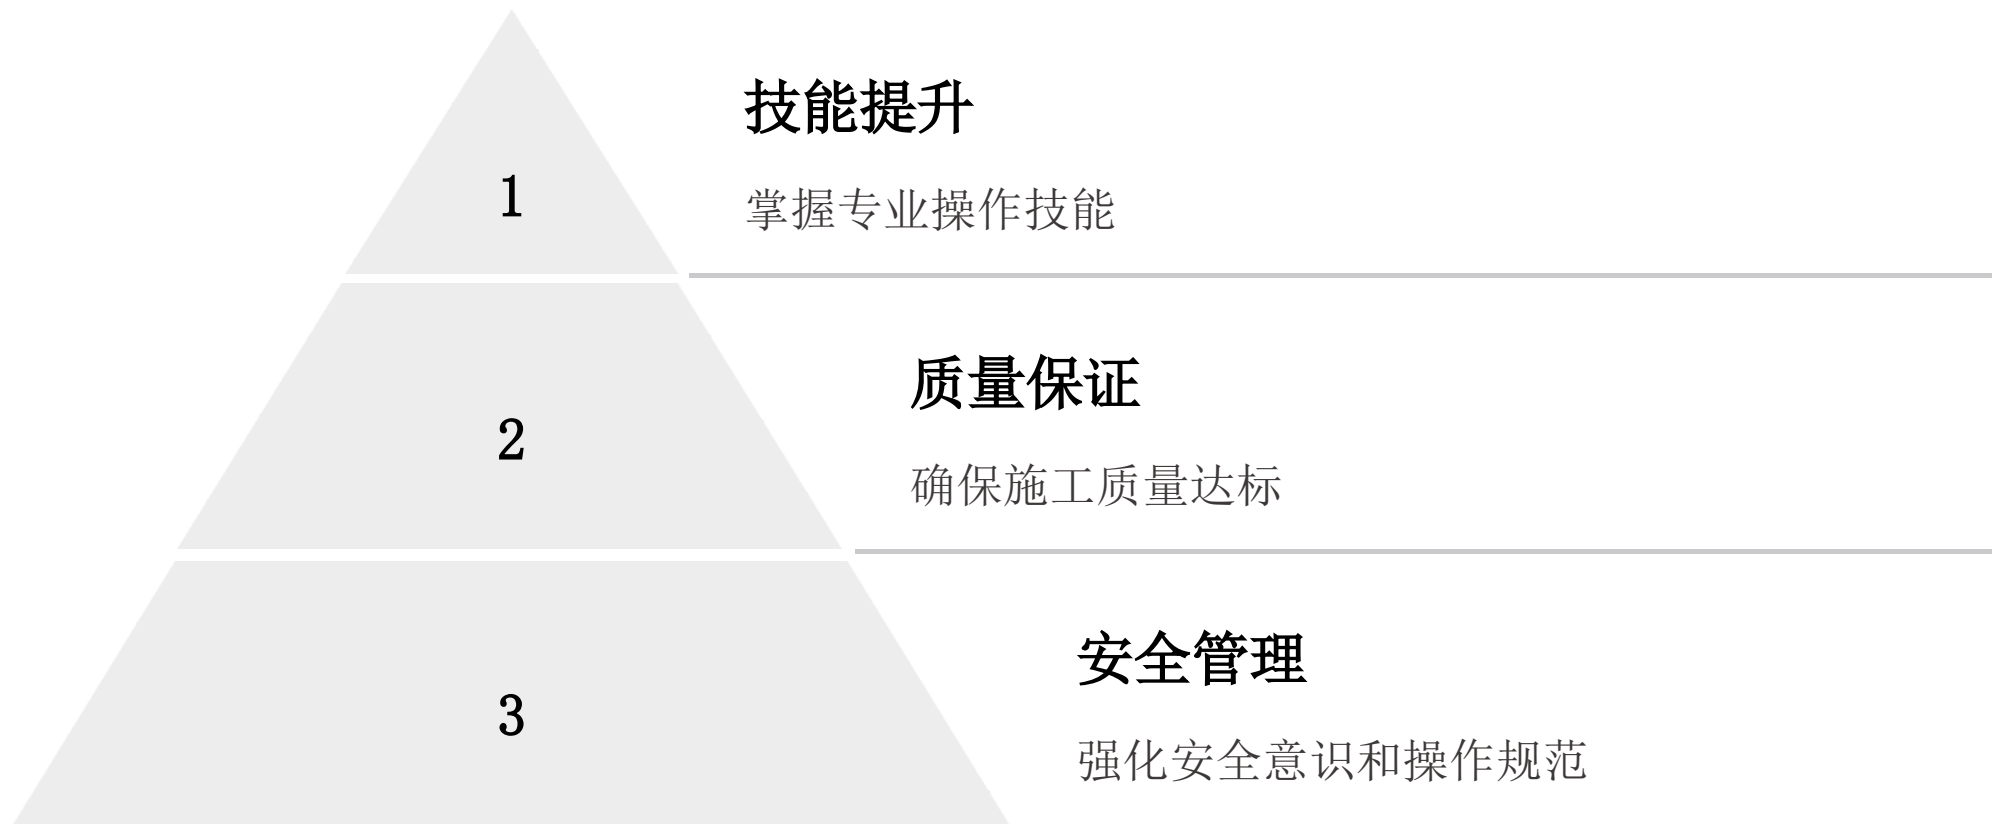 技能提升
1
掌握专业操作技能
质量保证
2
确保施工质量达标
安全管理
3
强化安全意识和操作规范